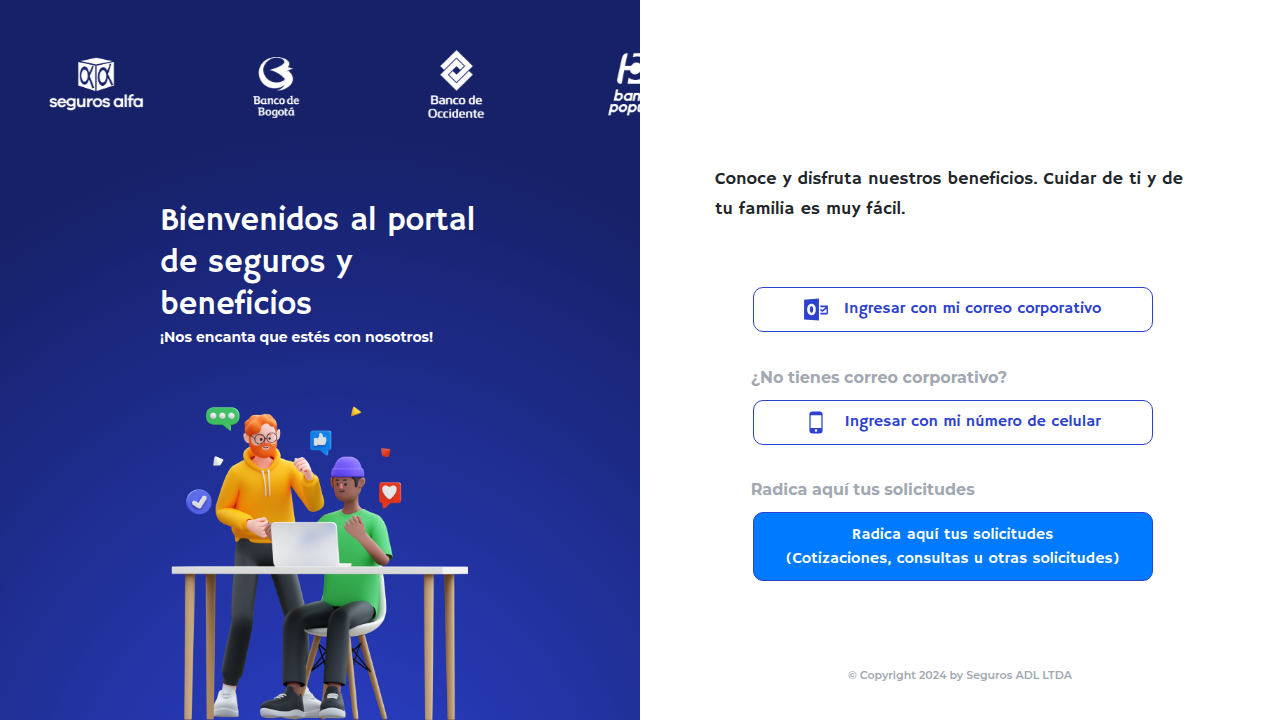 seguros alfa
Banco de
Bogotá
Banco de
Occidente
Bienvenidos al portal
de seguros y
beneficios
¡Nos encanta que estés con nosotros!
Conoce y disfruta nuestros beneficios. Cuidar de ti y de
tu familia es muy fácil.
Ingresar con mi correo corporativo
¿No tienes correo corporativo?
Ingresar con mi número de celular
Radica aquí tus solicitudes
Radica aquí tus solicitudes
(Cotizaciones, consultas u otras solicitudes)
© Copyright 2024 by Seguros ADL LTDA